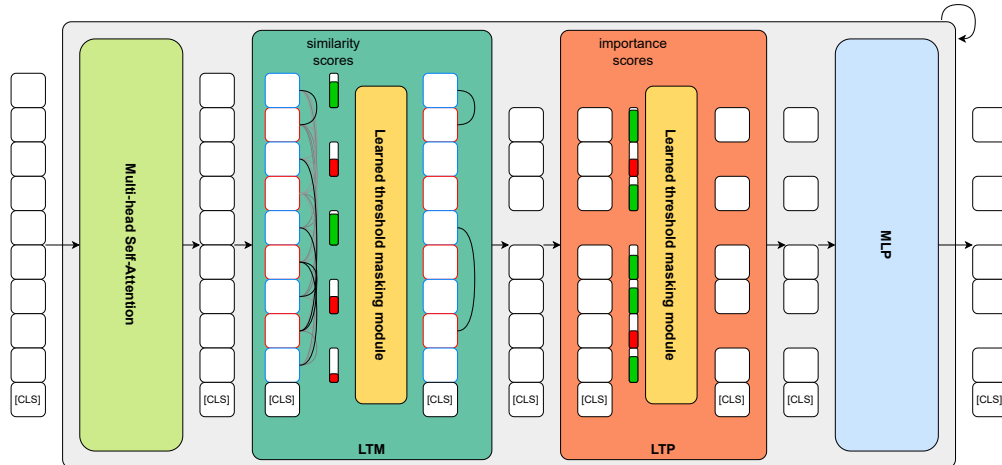 similarity
scores
importance
scores
Multi-head Self-Attention
Learned threshold masking module
Learned threshold masking module
MLP
[CLS]
[CLS]
[CLS]
[CLS]
[CLS]
[CLS]
[CLS]
[CLS]
[CLS]
LTM
LTP